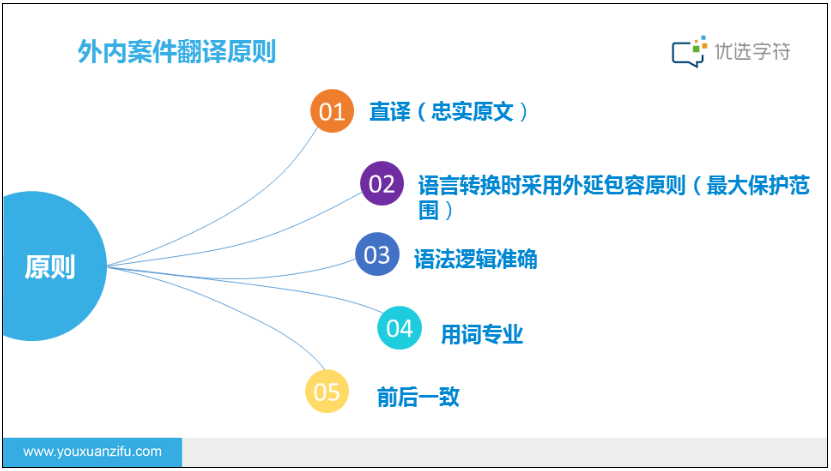 外内案件翻译原则
优选字符
01
直译（忠实原文）
02
语言转换时采用外延包容原则（最大保护范
围）
03
语法逻辑准确
原则
04
用词专业
05
前后一致
www.youxuanzifu.com